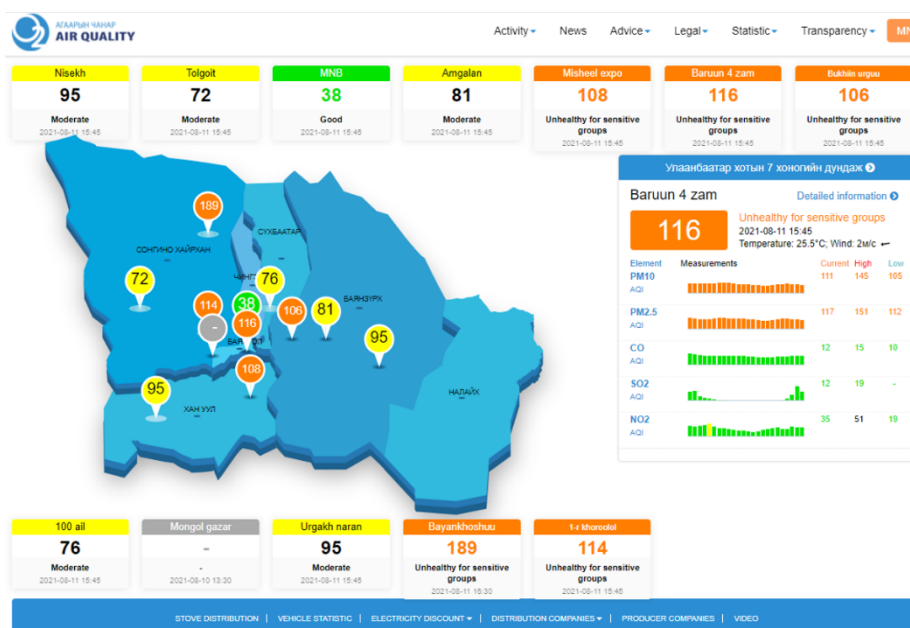 АГААРЫН ЧАНАР
AIR QUALITY
Activity News Advice Legal Statistic Transparency MN
Nisekh
95
Moderate
2021-08-11 15:45
Tolgoit
72
Moderate
2021-08-11 15:45
MNB
38
Good
2021-08-11 15:45
Amgalan
81
Moderate
2021-08-11 15:45
Misheel expo
108
Unhealthy for sensitive
groups
2021-08-11 15:45
Baruun 4 zam
116
Unhealthy for sensitive
groups
2021-08-11 15:45
Bukhiin urguu
106
Unhealthy for sensitive
groups
2021-08-11 15:45
189
СОНГИНО ХАЙРХАН
СҮХБААТАР
72
76
114
38
116
106
81
БАЯНЗҮРХ
95
108
95
ХАН УУЛ
НАЛАЙХ
Улаанбаатар хотын 7 хоногийн дундаж
Baruun 4 zam Detailed information
116
Unhealthy for sensitive groups
2021-08-11 15:45
Temperature: 25.5°C; Wind: 2м/с
Element Measurements Current High Low
PM10 111 145 105
AQI
PM2.5 117 151 112
AQI
CO 12 15 10
AQI
SO2 12 19 -
AQI
NO2 35 51 19
AQI
100 ail
76
Moderate
2021-08-11 15:45
Mongol gazar
-
-
2021-08-10 13:30
Urgakh naran
95
Moderate
2021-08-11 15:45
Bayankhoshuu
189
Unhealthy for sensitive
groups
2021-08-11 15:30
1-r khoroolol
114
Unhealthy for sensitive
groups
2021-08-11 15:45
STOVE DISTRIBUTION | VEHICLE STATISTIC | ELECTRICITY DISCOUNT | DISTRIBUTION COMPANIES | PRODUCER COMPANIES | VIDEO